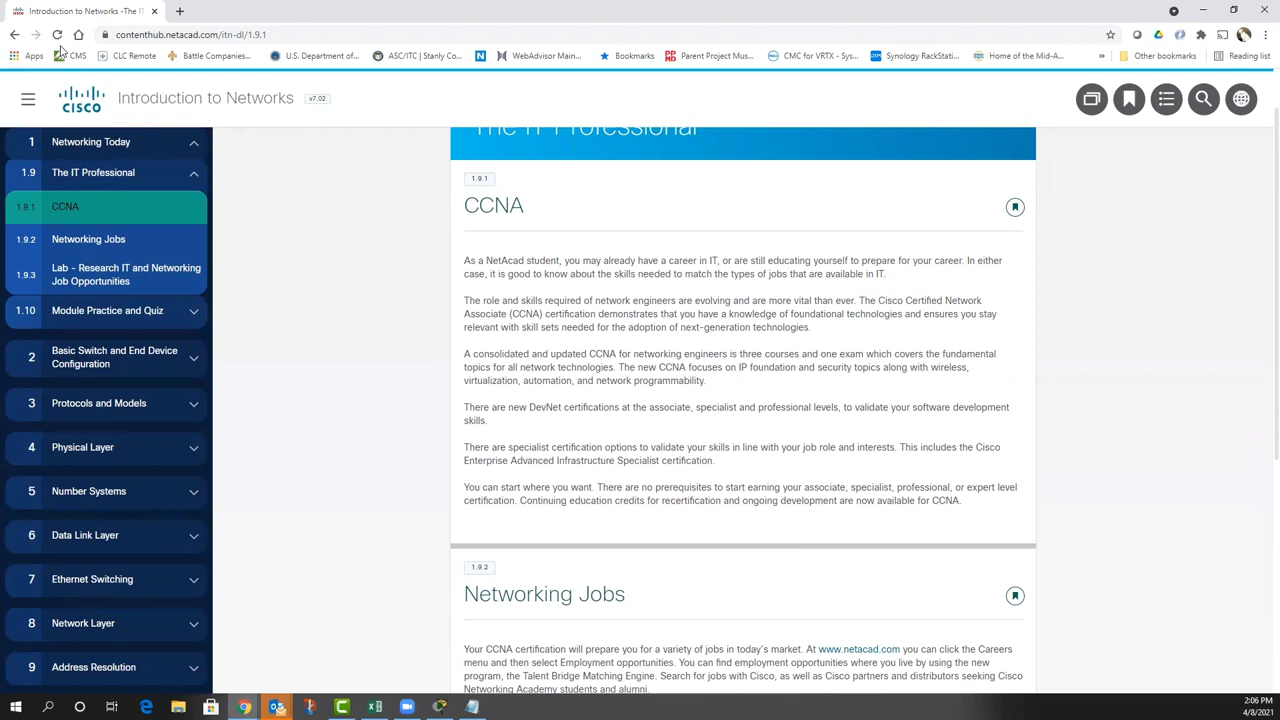 Introduction to Networks -The I
contenthub.netacad.com/itn-dl/1.9.1
Apps
CMS
CLC Remote
Battle Companies...
U.S. Department of...
ASC/ITC | Stanly Co...
WebAdvisor Main...
Bookmarks
Parent Project Mus...
CMC for VRTX - Sys...
Synology RackStati...
Home of the Mid-A...
»
Other bookmarks
Reading list
CISCO
Introduction to Networks
v7.02
1 Networking Today
1.9 The IT Professional
1.9.1 CCNA
1.9.2 Networking Jobs
1.9.3 Lab - Research IT and Networking
Job Opportunities
1.10 Module Practice and Quiz
2 Basic Switch and End Device
Configuration
3 Protocols and Models
4 Physical Layer
5 Number Systems
6 Data Link Layer
7 Ethernet Switching
8 Network Layer
9 Address Resolution
The IT Professional
1.9.1
CCNA
As a NetAcad student, you may already have a career in IT, or are still educating yourself to prepare for your career. In either
case, it is good to know about the skills needed to match the types of jobs that are available in IT.
The role and skills required of network engineers are evolving and are more vital than ever. The Cisco Certified Network
Associate (CCNA) certification demonstrates that you have a knowledge of foundational technologies and ensures you stay
relevant with skill sets needed for the adoption of next-generation technologies.
A consolidated and updated CCNA for networking engineers is three courses and one exam which covers the fundamental
topics for all network technologies. The new CCNA focuses on IP foundation and security topics along with wireless,
virtualization, automation, and network programmability.
There are new DevNet certifications at the associate, specialist and professional levels, to validate your software development
skills.
There are specialist certification options to validate your skills in line with your job role and interests. This includes the Cisco
Enterprise Advanced Infrastructure Specialist certification.
You can start where you want. There are no prerequisites to start earning your associate, specialist, professional, or expert level
certification. Continuing education credits for recertification and ongoing development are now available for CCNA.
1.9.2
Networking Jobs
Your CCNA certification will prepare you for a variety of jobs in today's market. At www.netacad.com you can click the Careers
menu and then select Employment opportunities. You can find employment opportunities where you live by using the new
program, the Talent Bridge Matching Engine. Search for jobs with Cisco, as well as Cisco partners and distributors seeking Cisco
Networking Academy students and alumni.
2:06 PM
4/8/2021